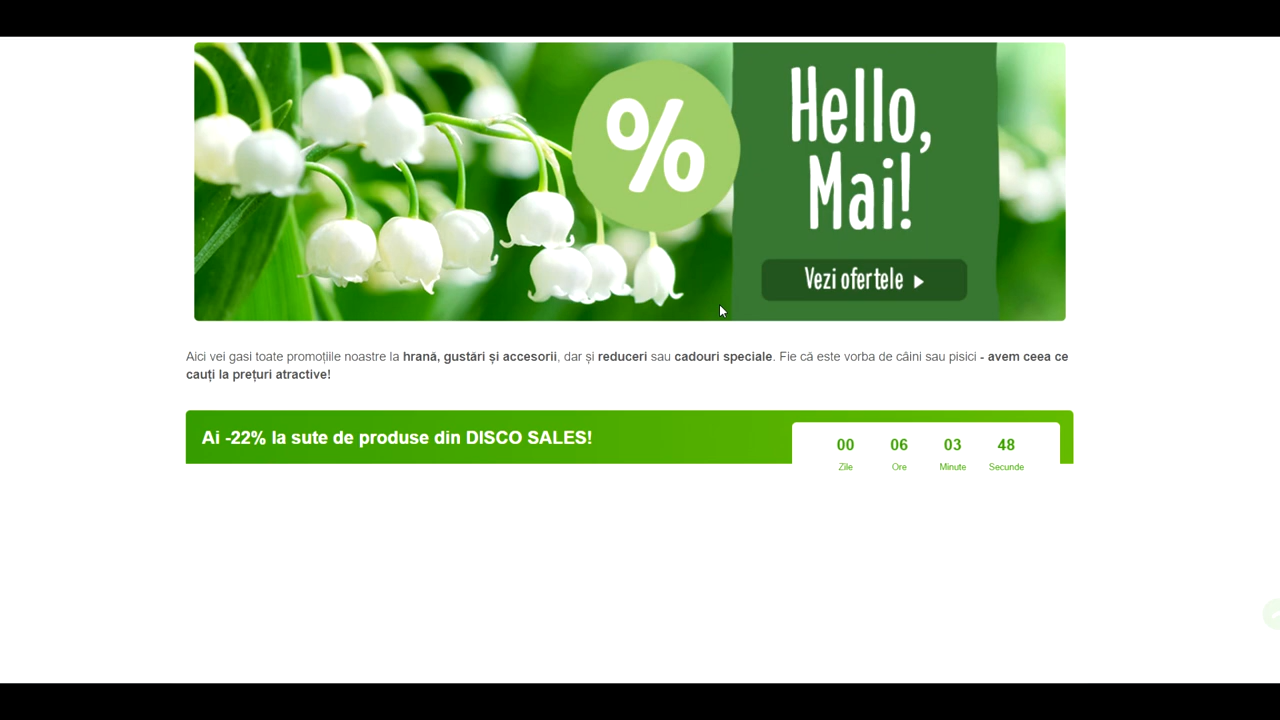 %
Hello,
Mai!
Vezi ofertele
Aici vei gasi toate promoțiile noastre la hrană, gustări și accesorii, dar și reduceri sau cadouri speciale. Fie că este vorba de câini sau pisici - avem ceea ce
cauți la prețuri atractive!
Ai -22% la sute de produse din DISCO SALES!
00 06 03 48
Zile Ore Minute Secunde